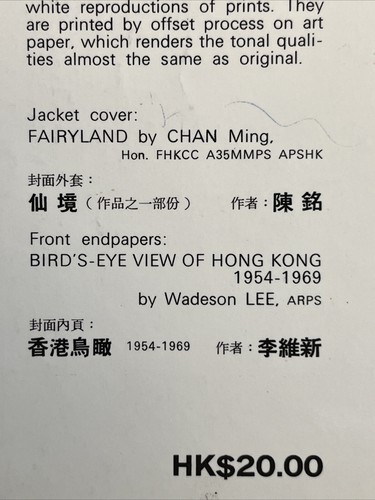 white reproductions of prints. They
are printed by offset process on art
paper, which renders the tonal quali-
ties almost the same as original.
Jacket cover:
FAIRYLAND by CHAN Ming,
Hon. FHKCC A35MMPS APSHK
封面外套：
仙境（作品之一部份） 作者：陳銘
Front endpapers:
BIRD'S-EYE VIEW OF HONG KONG
1954-1969
by Wadeson LEE, ARPS
封面內頁：
香港鳥瞰 1954-1969 作者：李維新
HK$20.00